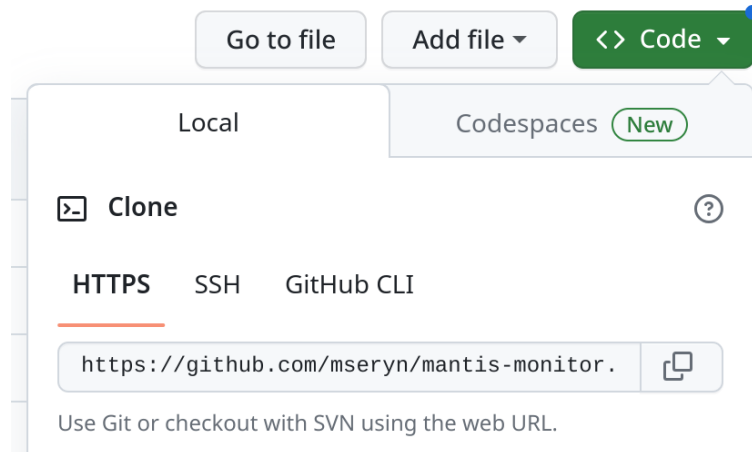 Go to file Add file <> Code
Local Codespaces New
Clone
HTTPS SSH GitHub CLI
https://github.com/mseryn/mantis-monitor.
Use Git or checkout with SVN using the web URL.